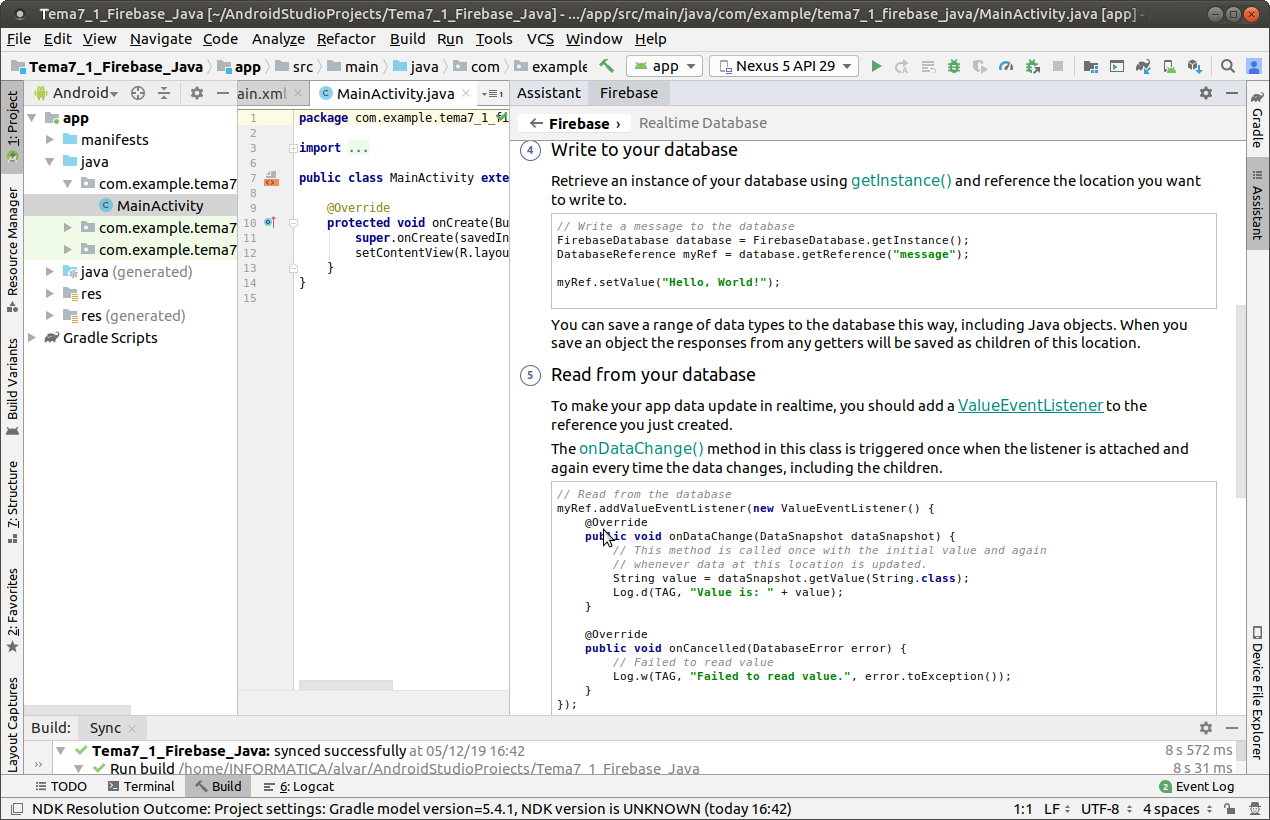 Tema7_1_Firebase_Java [~/AndroidStudioProjects/Tema7_1_Firebase_Java] - .../app/src/main/java/com/example/tema7_1_firebase_java/MainActivity.java [app] -
File Edit View Navigate Code Analyze Refactor Build Run Tools VCS Window Help
Tema7_1_Firebase_Java app src main java com example app Nexus 5 API 29
1: Project
Resource Manager
Build Variants
7: Structure
2: Favorites
Layout Captures
Android
app
manifests
java
com.example.tema7
MainActivity
com.example.tema7
com.example.tema7
java (generated)
res
res (generated)
Gradle Scripts
ain.xml MainActivity.java
1 package com.example.tema7_1_fi
2
3 import ...
6
7 public class MainActivity exte
8
9 @Override
10 protected void onCreate(Bu
11 super.onCreate(savedIn
12 setContentView(R.layou
13 }
14 }
15
Assistant Firebase
← Firebase › Realtime Database
4 Write to your database
Retrieve an instance of your database using getInstance() and reference the location you want
to write to.
// Write a message to the database
FirebaseDatabase database = FirebaseDatabase.getInstance();
DatabaseReference myRef = database.getReference("message");
myRef.setValue("Hello, World!");
You can save a range of data types to the database this way, including Java objects. When you
save an object the responses from any getters will be saved as children of this location.
5 Read from your database
To make your app data update in realtime, you should add a ValueEventListener to the
reference you just created.
The onDataChange() method in this class is triggered once when the listener is attached and
again every time the data changes, including the children.
// Read from the database
myRef.addValueEventListener(new ValueEventListener() {
@Override
public void onDataChange(DataSnapshot dataSnapshot) {
// This method is called once with the initial value and again
// whenever data at this location is updated.
String value = dataSnapshot.getValue(String.class);
Log.d(TAG, "Value is: " + value);
}
@Override
public void onCancelled(DatabaseError error) {
// Failed to read value
Log.w(TAG, "Failed to read value.", error.toException());
}
});
Gradle
Assistant
Device File Explorer
Build: Sync
Tema7_1_Firebase_Java: synced successfully at 05/12/19 16:42 8 s 572 ms
Run build /home/INFORMATICA/alvar/AndroidStudioProjects/Tema7_1_Firebase_Java 8 s 31 ms
TODO Terminal Build 6: Logcat 2 Event Log
NDK Resolution Outcome: Project settings: Gradle model version=5.4.1, NDK version is UNKNOWN (today 16:42) 1:1 LF UTF-8 4 spaces